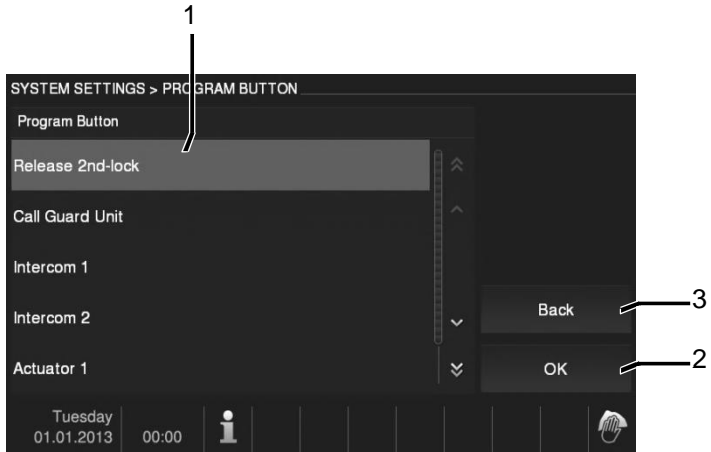 1
SYSTEM SETTINGS > PROGRAM BUTTON
Program Button
Release 2nd-lock
Call Guard Unit
Intercom 1
Intercom 2
Back
3
Actuator 1
OK
2
Tuesday
01.01.2013
00:00
i